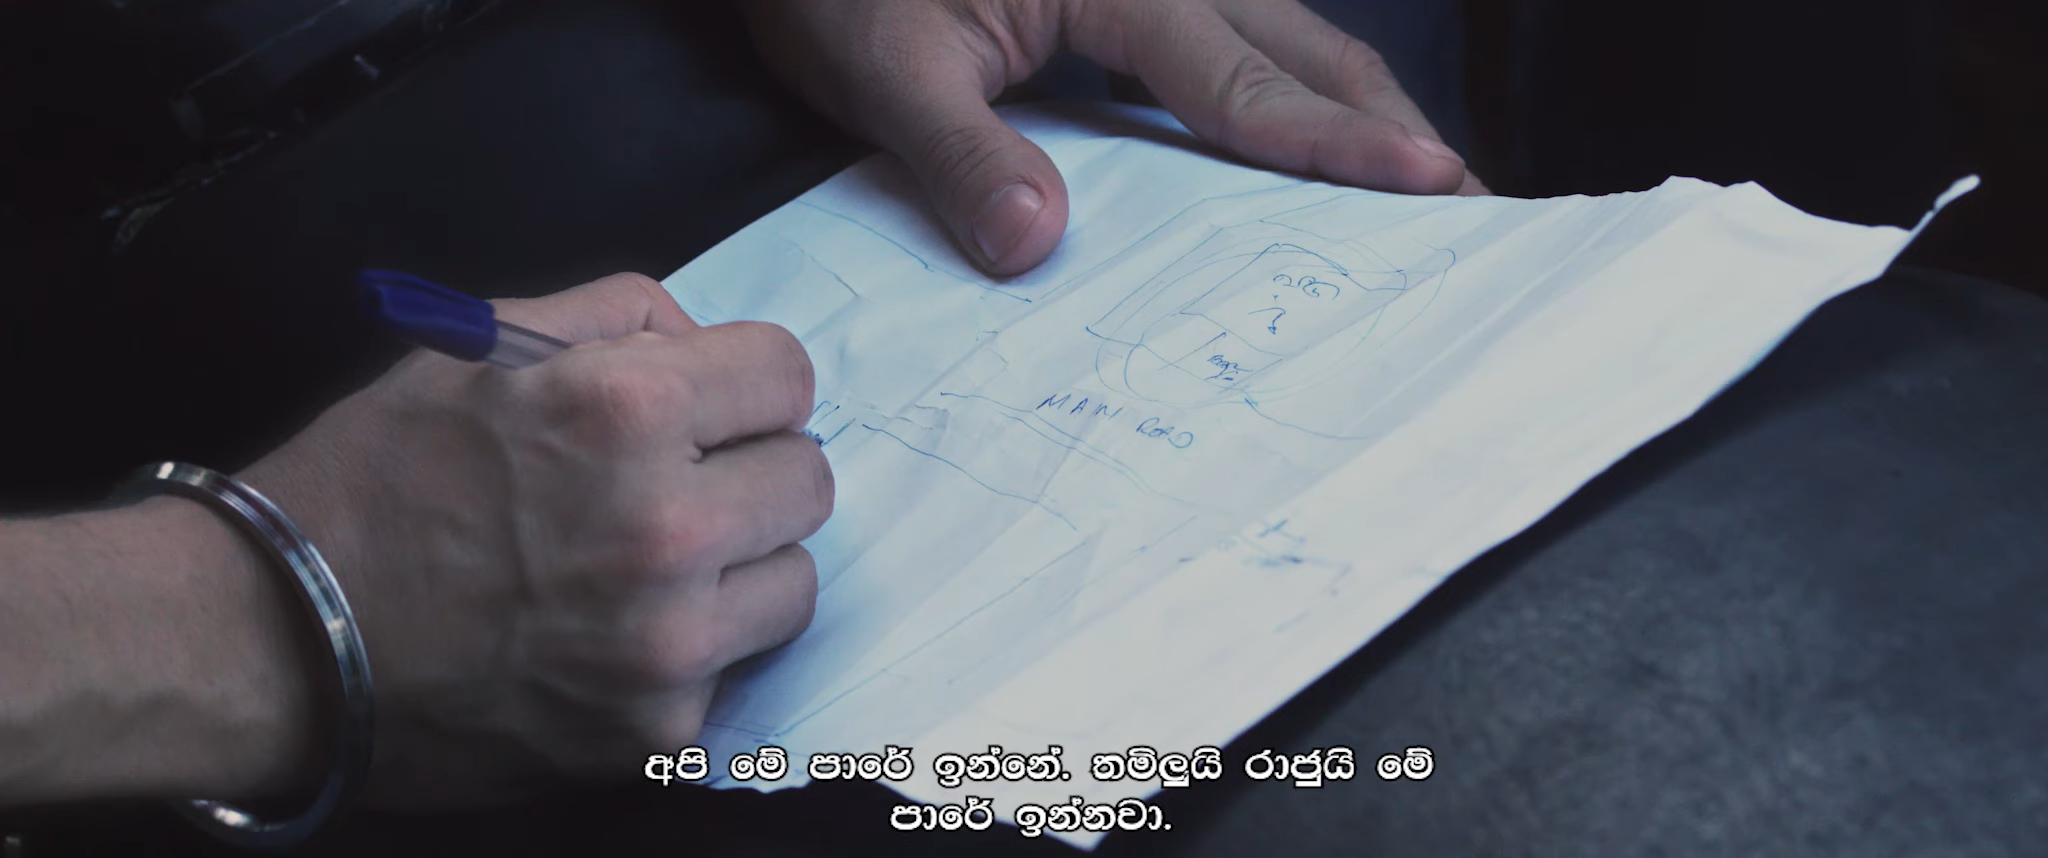 MAIN ROAD
අපි මේ පාරේ ඉන්නේ. තමිලුයි රාජුයි මේ
පාරේ ඉන්නවා.